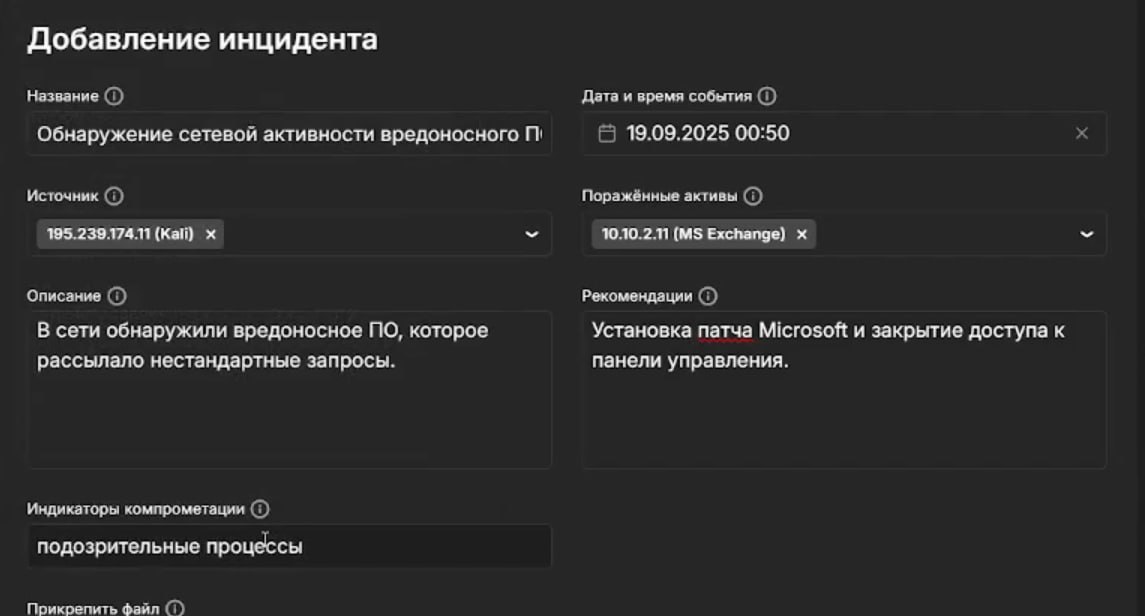 Добавление инцидента
Название
Дата и время события
Обнаружение сетевой активности вредоносного П
19.09.2025 00:50
Источник
Поражённые активы
195.239.174.11 (Kali)
10.10.2.11 (MS Exchange)
Описание
Рекомендации
В сети обнаружили вредоносное ПО, которое
рассылало нестандартные запросы.
Установка патча Microsoft и закрытие доступа к
панели управления.
Индикаторы компрометации
подозрительные процессы
Прикрепить файл